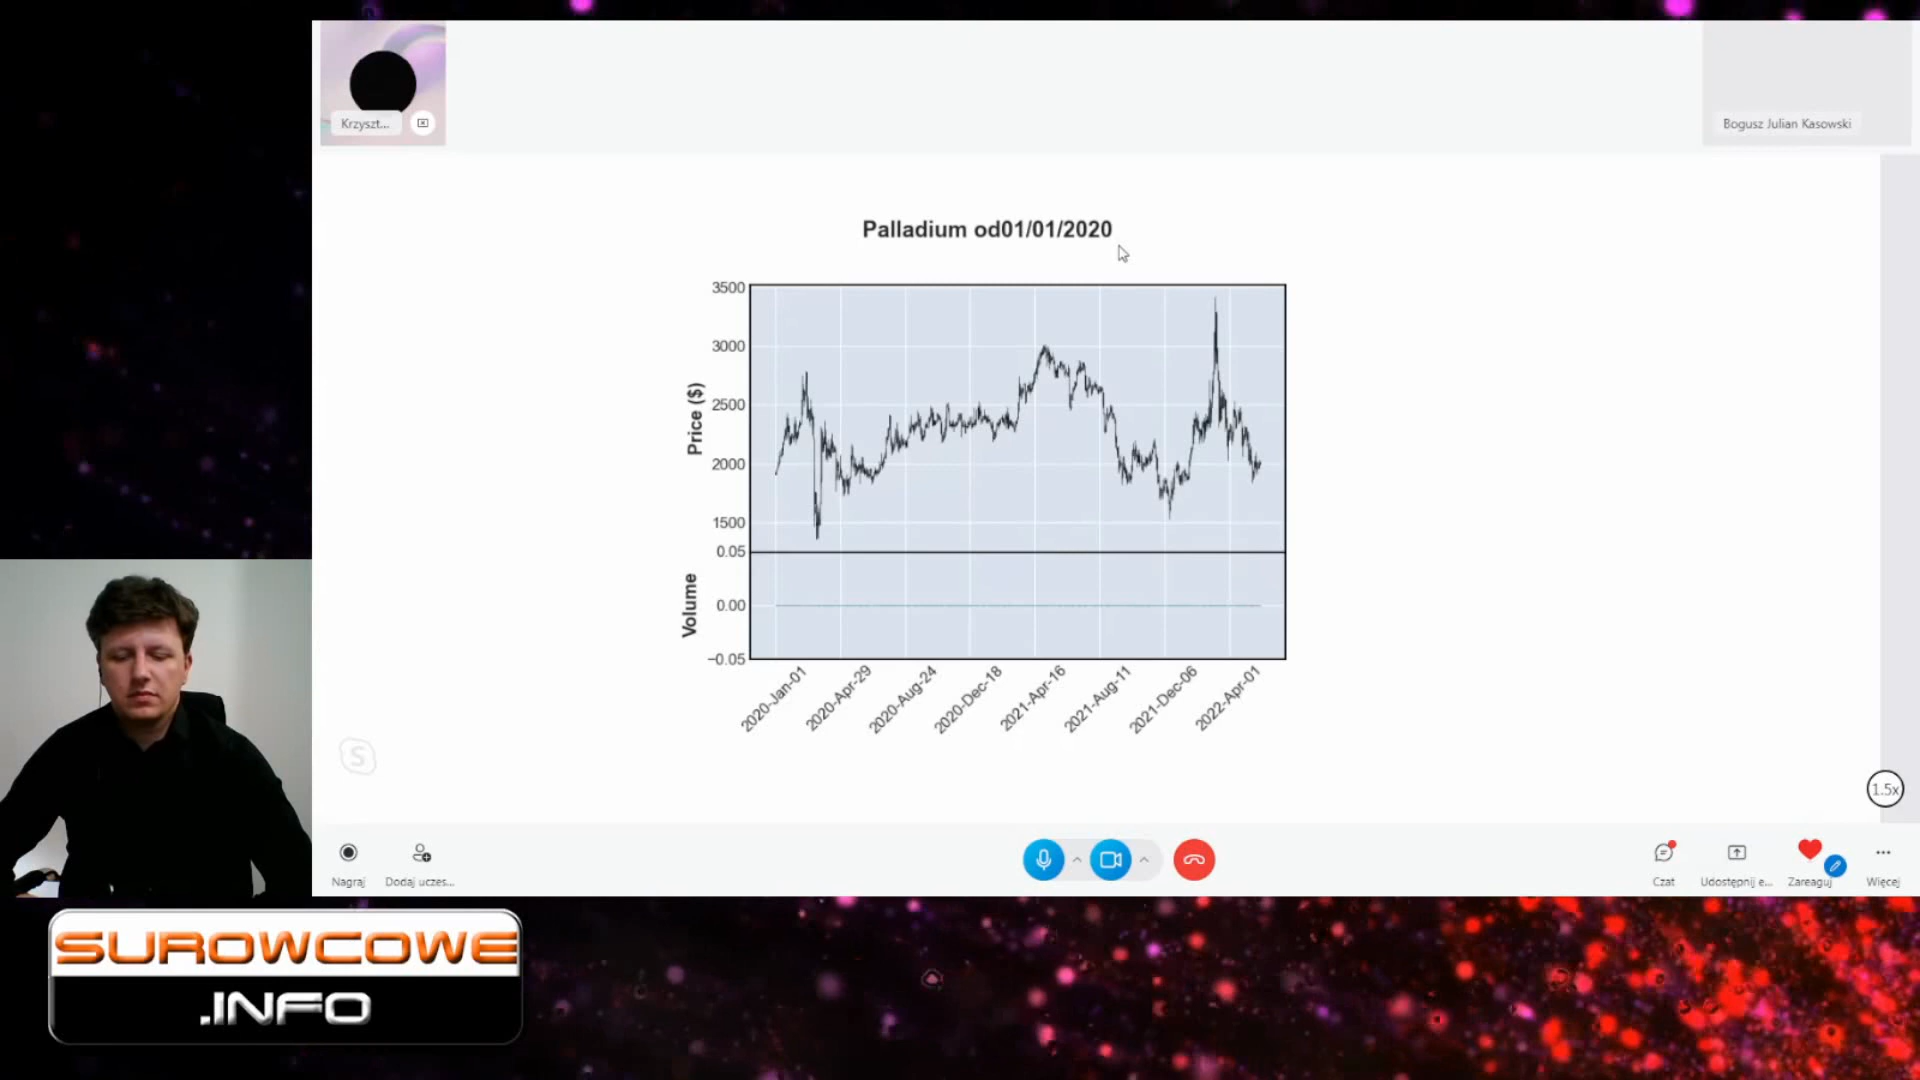 Krzyszt...
Bogusz Julian Kasowski
Palladium od01/01/2020
3500
3000
2500
2000
1500
Price ($)
0.05
0.00
−0.05
Volume
2020-Jan-01
2020-Apr-29
2020-Aug-24
2020-Dec-18
2021-Apr-16
2021-Aug-11
2021-Dec-06
2022-Apr-01
S
1.5x
Nagraj
Dodaj uczes...
Czat
Udostępnij e...
Zareaguj
Więcej
SUROWCOWE
.INFO